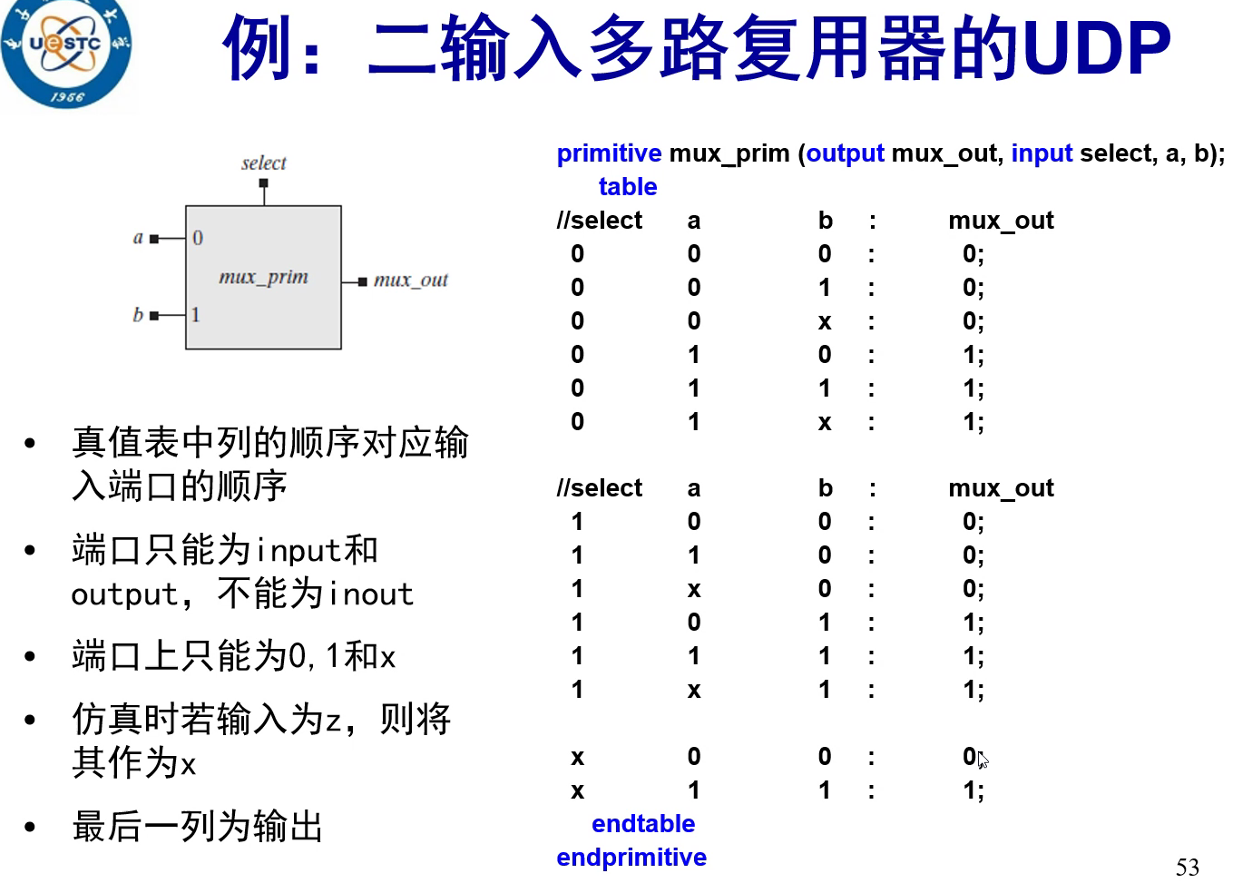 UESTC
1956
例：二输入多路复用器的UDP
select
a
0
mux_prim
mux_out
b
1
• 真值表中列的顺序对应输
入端口的顺序
• 端口只能为input和
output，不能为inout
• 端口上只能为0,1和x
• 仿真时若输入为z，则将
其作为x
• 最后一列为输出
primitive mux_prim (output mux_out, input select, a, b);
table
//select a b : mux_out
0 0 0 : 0;
0 0 1 : 0;
0 0 x : 0;
0 1 0 : 1;
0 1 1 : 1;
0 1 x : 1;
//select a b : mux_out
1 0 0 : 0;
1 1 0 : 0;
1 x 0 : 0;
1 0 1 : 1;
1 1 1 : 1;
1 x 1 : 1;
x 0 0 : 0;
x 1 1 : 1;
endtable
endprimitive
53